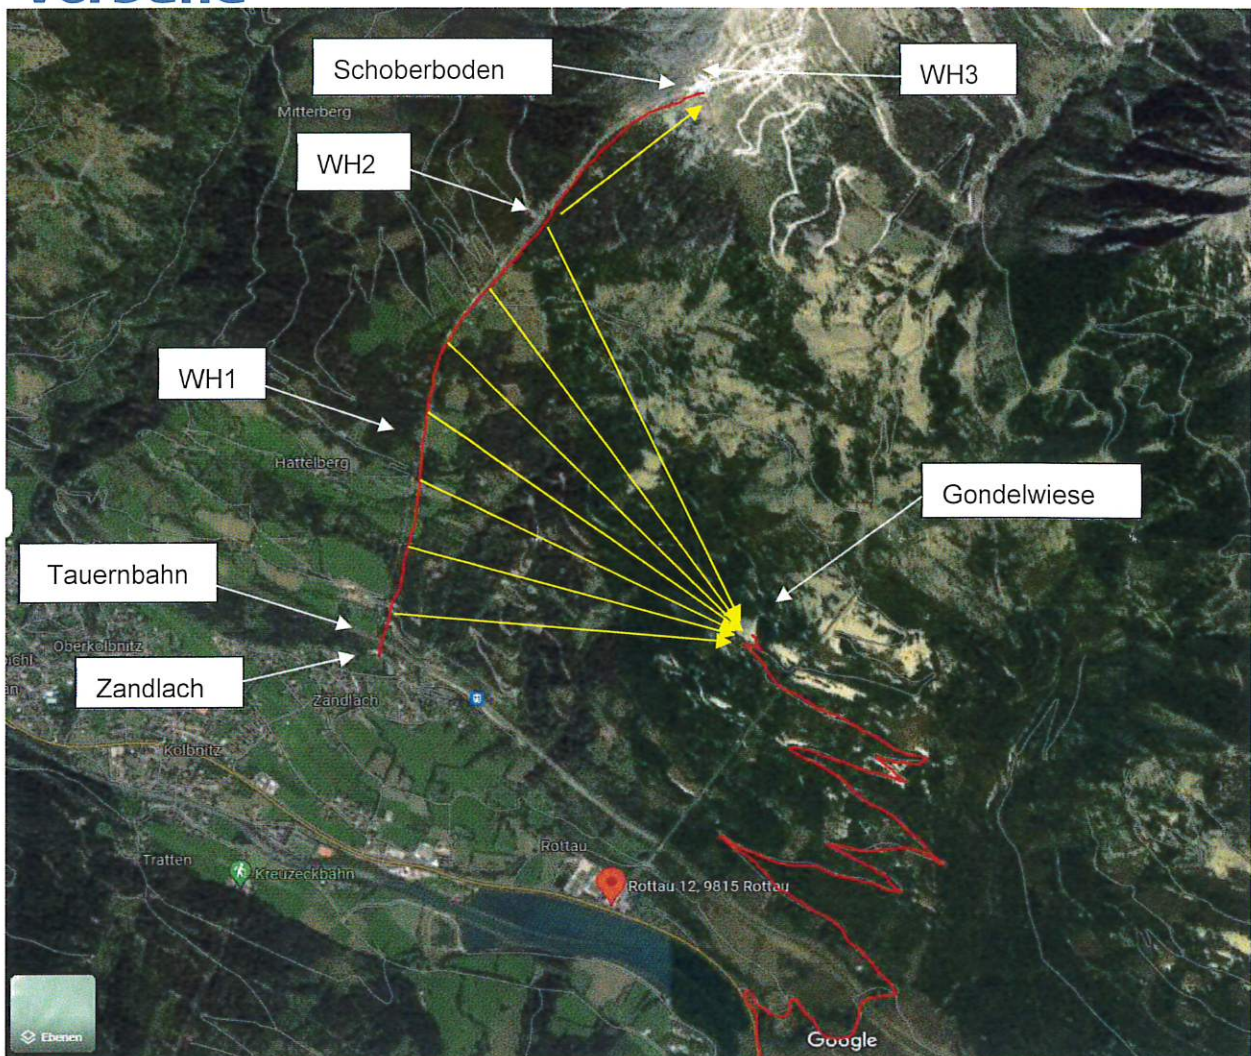 Schoberboden
WH3
Mitterberg
WH2
WH1
Hattelberg
Gondelwiese
Tauernbahn
Oberkolbnitz
Zandlach
Zandlach
Kolbnitz
Rottau
Tratten
Kreuzeckbahn
Rottau 12, 9815 Rottau
Ebenen
Google